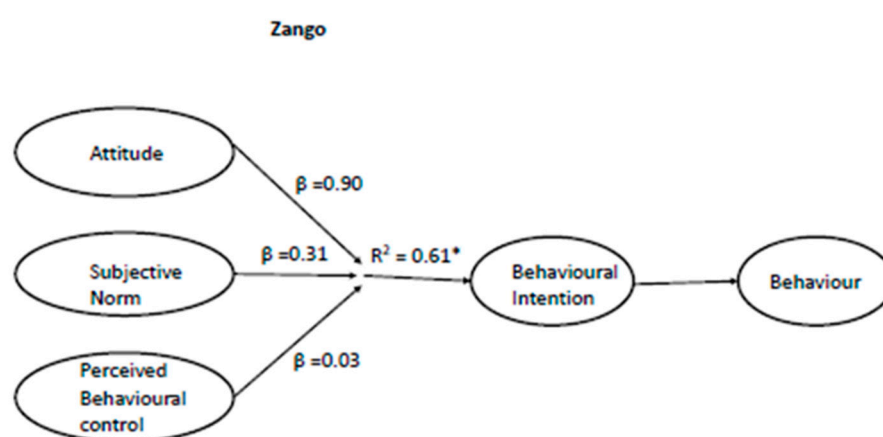 Zango
Attitude
β =0.90
β =0.31
R² = 0.61*
Subjective
Norm
Behavioural
Intention
Behaviour
β =0.03
Perceived
Behavioural
control